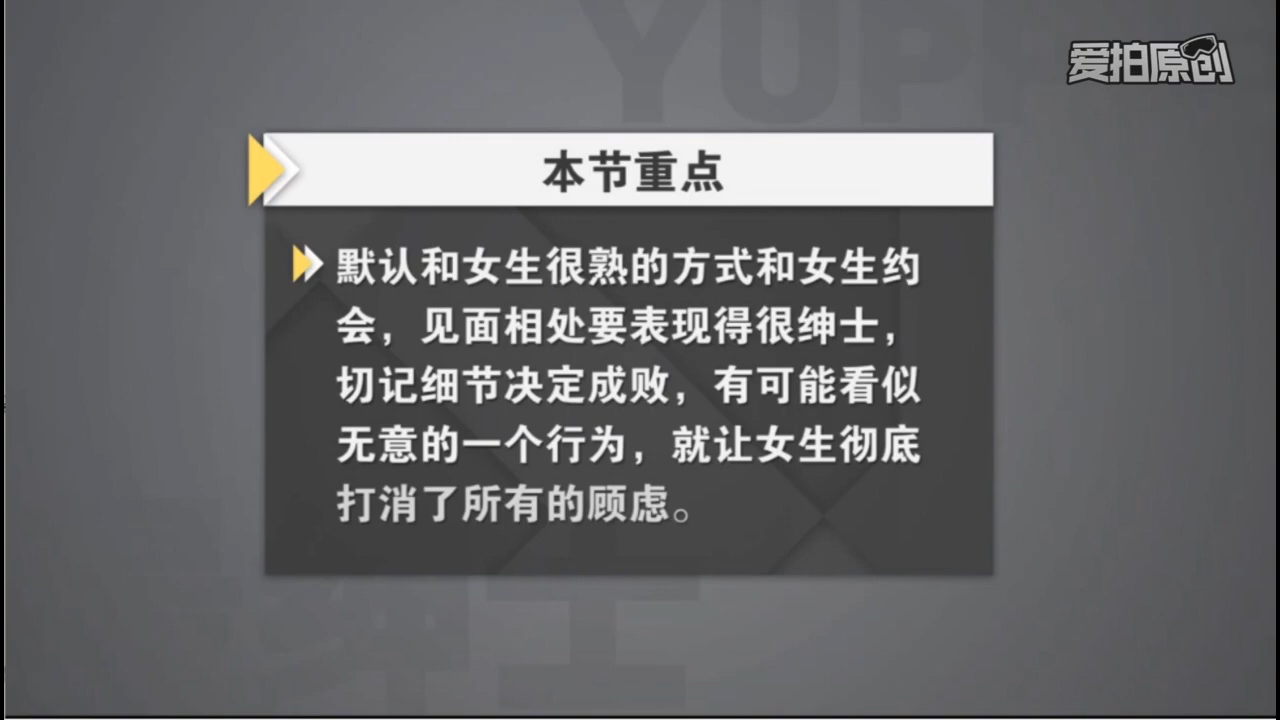 爱拍原创
YUPP
本节重点
默认和女生很熟的方式和女生约
会，见面相处要表现得很绅士，
切记细节决定成败，有可能看似
无意的一个行为，就让女生彻底
打消了所有的顾虑。